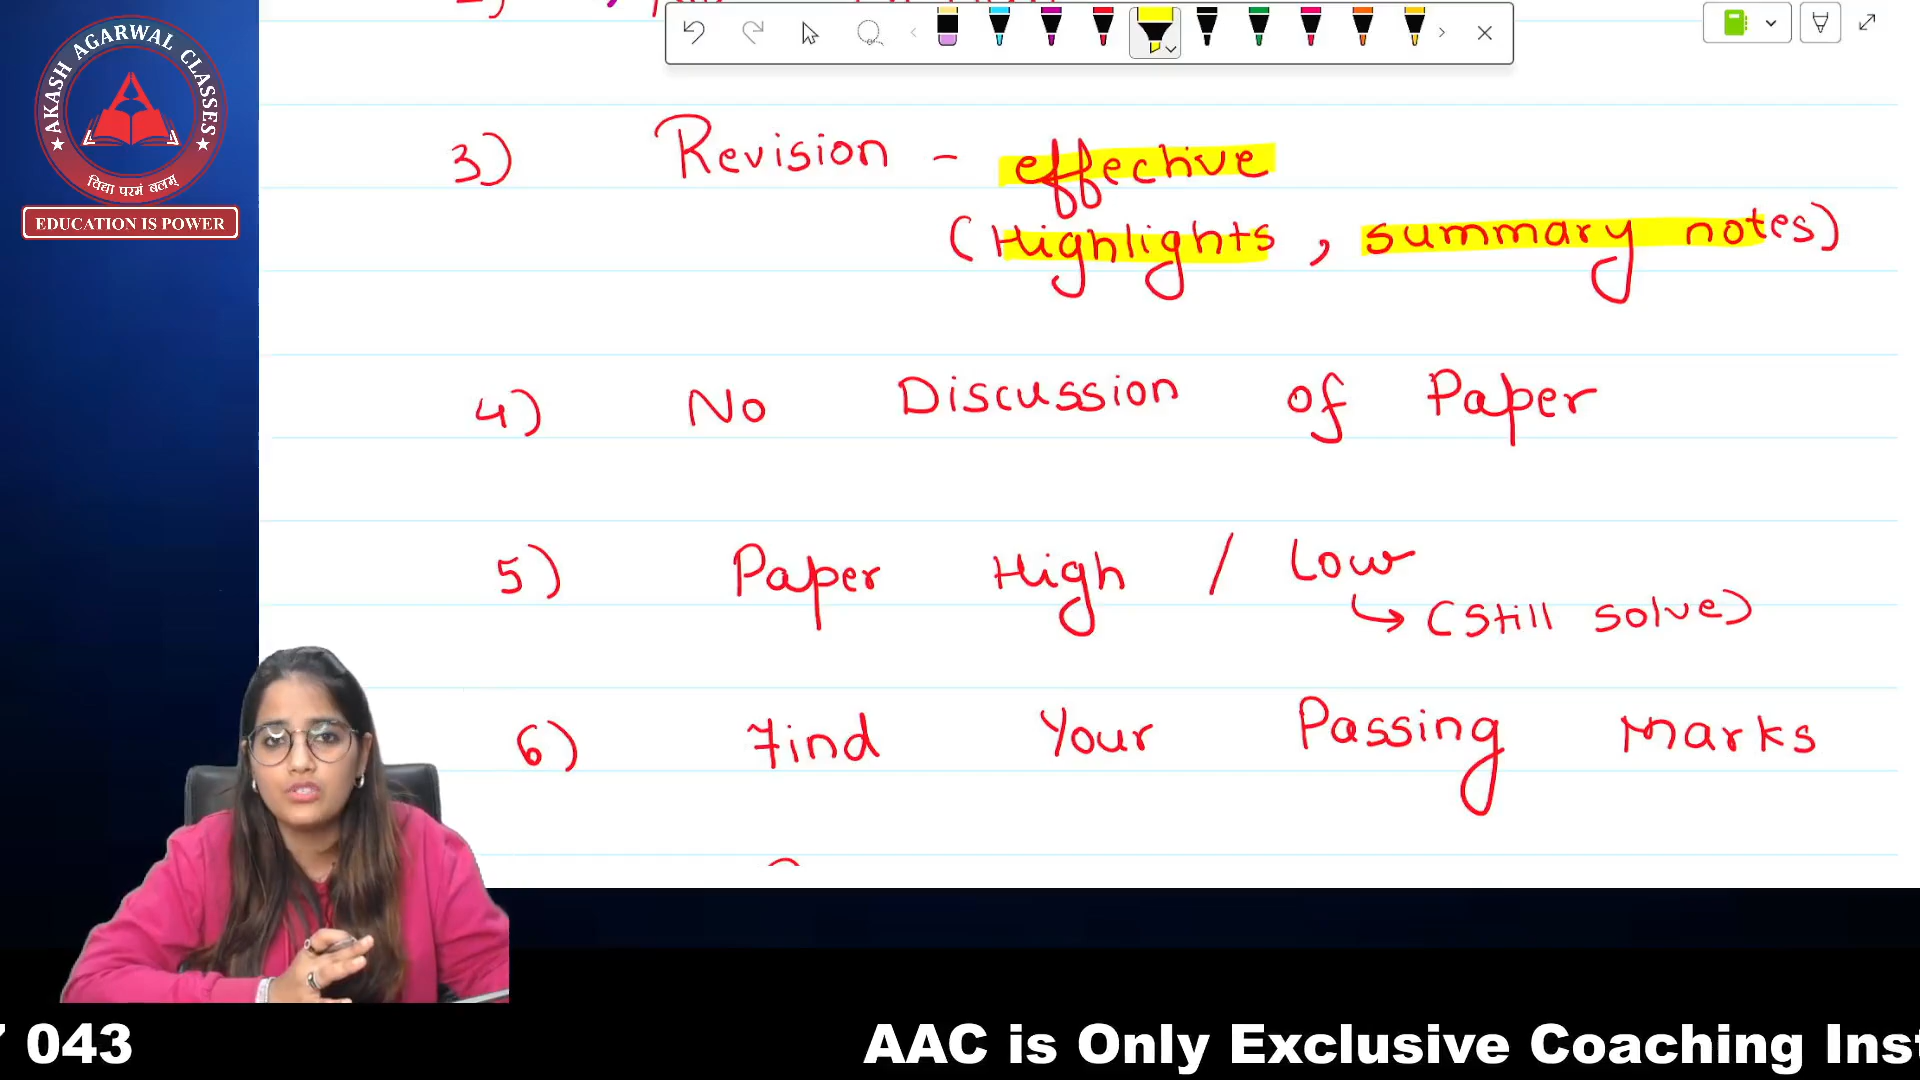 AKASH AGARWAL CLASSES
विद्या परमं बलम्
EDUCATION IS POWER
3) Revision - effective
(Highlights, summary notes)
4) No Discussion of Paper
5) Paper High / Low
↳ (still solve)
6) Find Your Passing Marks
043
AAC is Only Exclusive Coaching Inst